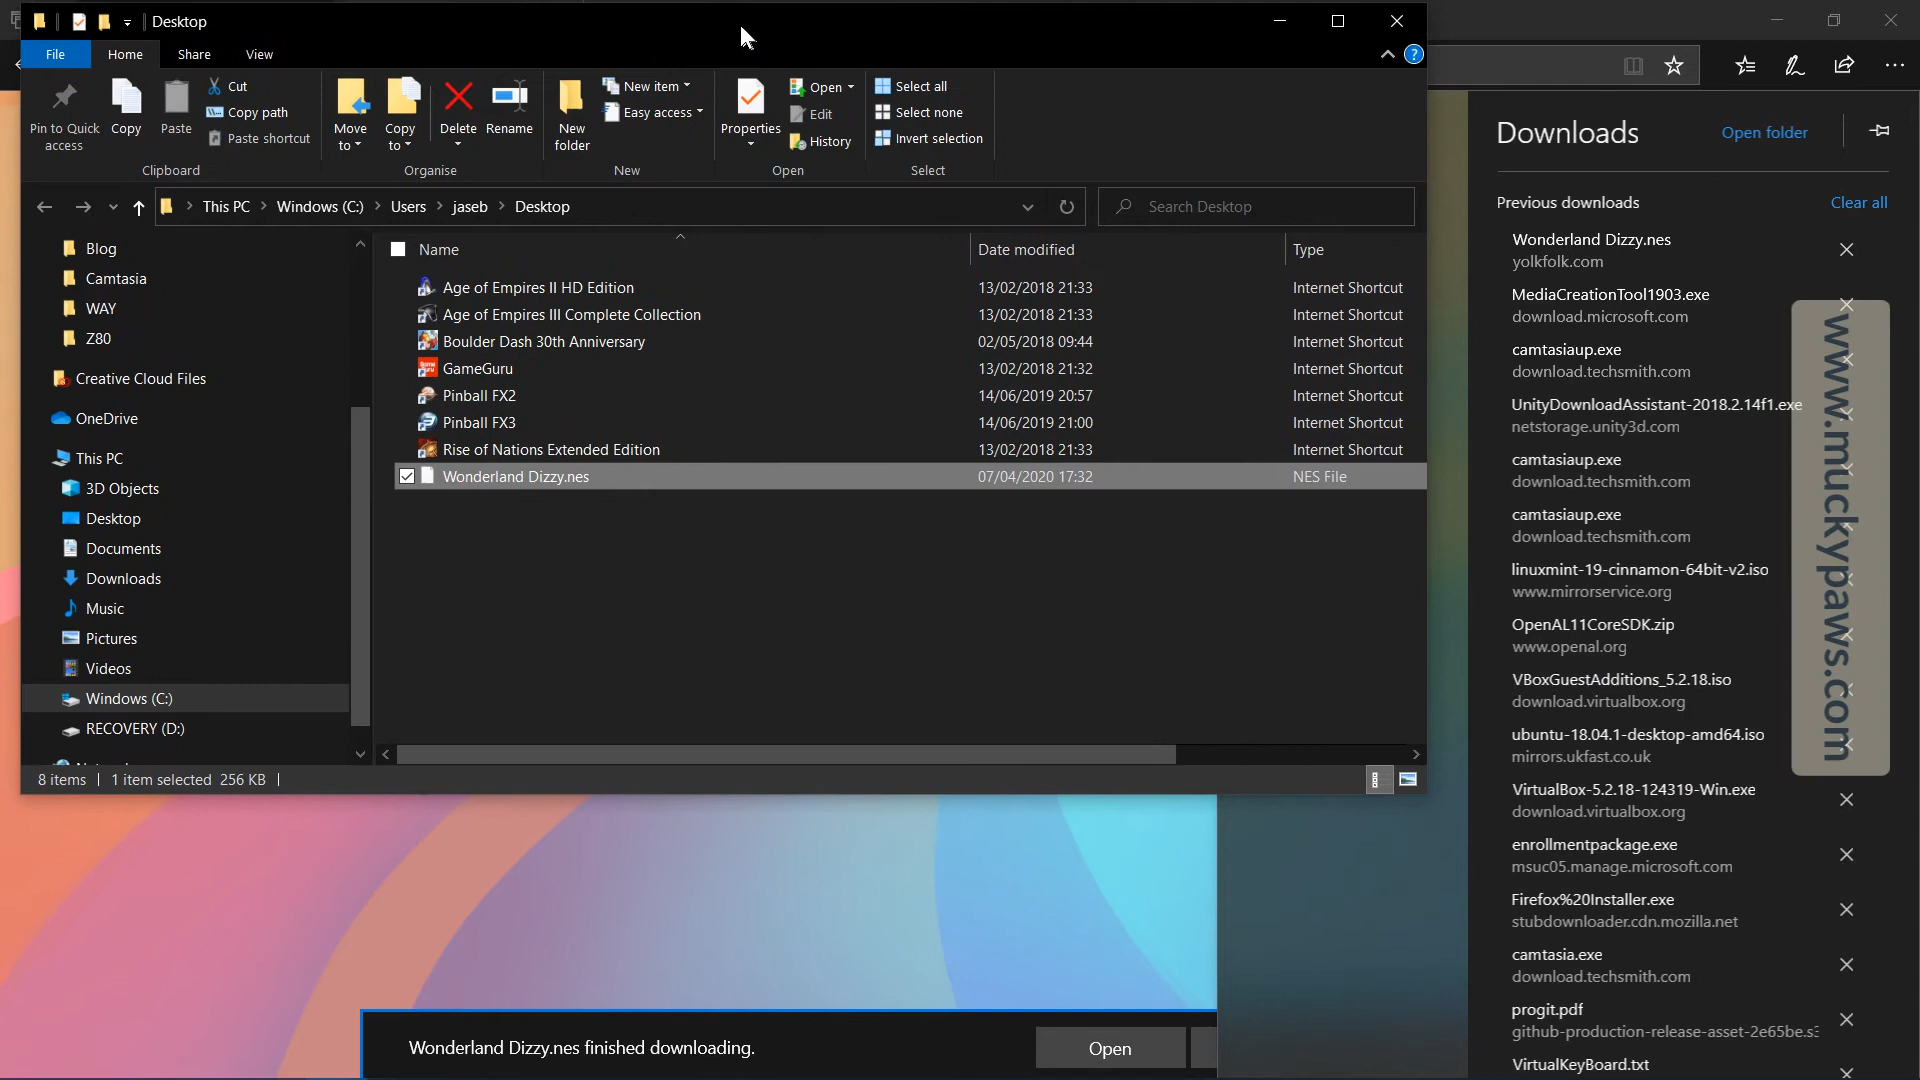 Desktop
File
Home
Share
View
Pin to Quick access
Copy
Paste
Cut
Copy path
Paste shortcut
Clipboard
Move to
Copy to
Delete
Rename
Organise
New folder
New item
Easy access
New
Properties
Open
Edit
History
Open
Select all
Select none
Invert selection
Select
This PC
Windows (C:)
Users
jaseb
Desktop
Search Desktop
Blog
Camtasia
WAY
Z80
Creative Cloud Files
OneDrive
This PC
3D Objects
Desktop
Documents
Downloads
Music
Pictures
Videos
Windows (C:)
RECOVERY (D:)
Name Date modified Type
Age of Empires II HD Edition 13/02/2018 21:33 Internet Shortcut
Age of Empires III Complete Collection 13/02/2018 21:33 Internet Shortcut
Boulder Dash 30th Anniversary 02/05/2018 09:44 Internet Shortcut
GameGuru 13/02/2018 21:32 Internet Shortcut
Pinball FX2 14/06/2019 20:57 Internet Shortcut
Pinball FX3 14/06/2019 21:00 Internet Shortcut
Rise of Nations Extended Edition 13/02/2018 21:33 Internet Shortcut
Wonderland Dizzy.nes 07/04/2020 17:32 NES File
8 items 1 item selected 256 KB
Wonderland Dizzy.nes finished downloading.
Open
Downloads
Open folder
Previous downloads
Clear all
Wonderland Dizzy.nes
yolkfolk.com
MediaCreationTool1903.exe
download.microsoft.com
camtasiaup.exe
download.techsmith.com
UnityDownloadAssistant-2018.2.14f1.exe
netstorage.unity3d.com
camtasiaup.exe
download.techsmith.com
camtasiaup.exe
download.techsmith.com
linuxmint-19-cinnamon-64bit-v2.iso
www.mirrorservice.org
OpenAL11CoreSDK.zip
www.openal.org
VBoxGuestAdditions_5.2.18.iso
download.virtualbox.org
ubuntu-18.04.1-desktop-amd64.iso
mirrors.ukfast.co.uk
VirtualBox-5.2.18-124319-Win.exe
download.virtualbox.org
enrollmentpackage.exe
msuc05.manage.microsoft.com
Firefox%20Installer.exe
stubdownloader.cdn.mozilla.net
camtasia.exe
download.techsmith.com
progit.pdf
github-production-release-asset-2e65be.s3
VirtualKeyBoard.txt
www.muckypaws.com